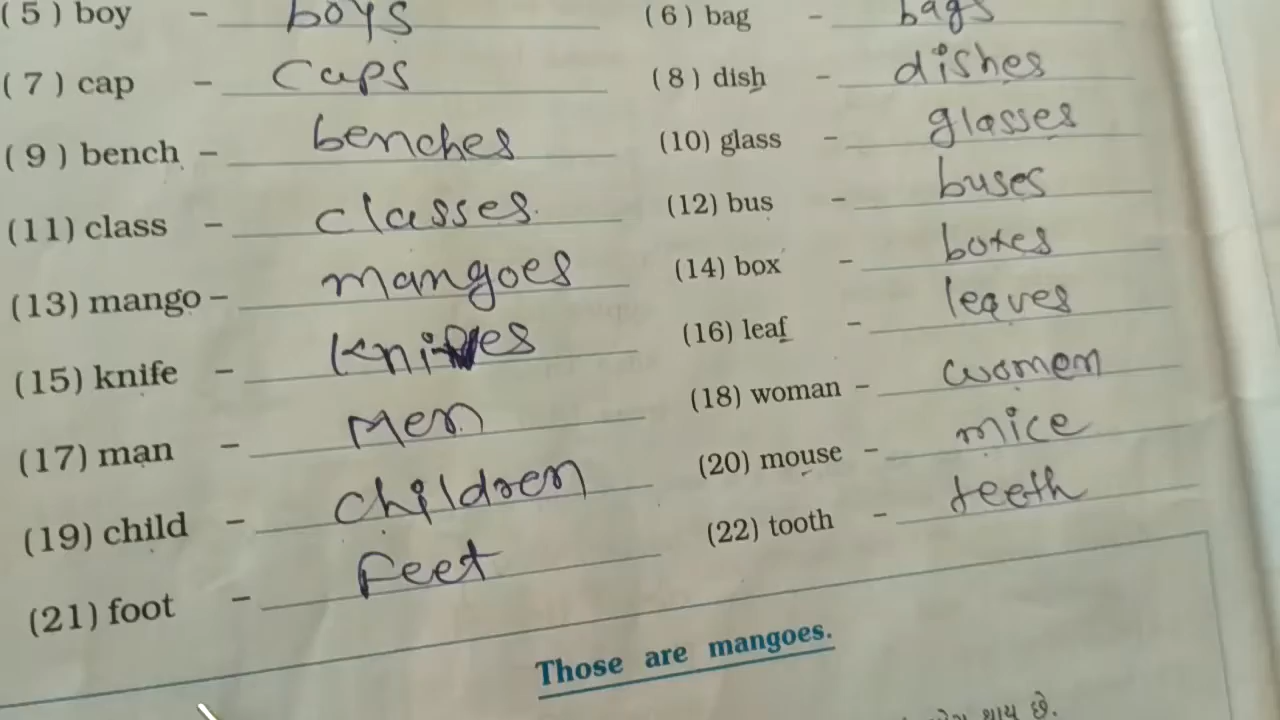 (5) boy - boys (6) bag - bags
(7) cap - caps (8) dish - dishes
(9) bench - benches (10) glass - glasses
(11) class - classes. (12) bus - buses
(13) mango - mangoes (14) box - boxes
(15) knife - knives (16) leaf - leaves
(17) man - Men (18) woman - women
(19) child - children (20) mouse - mice
(21) foot - Feet (22) tooth - teeth
Those are mangoes.
થાય છે.